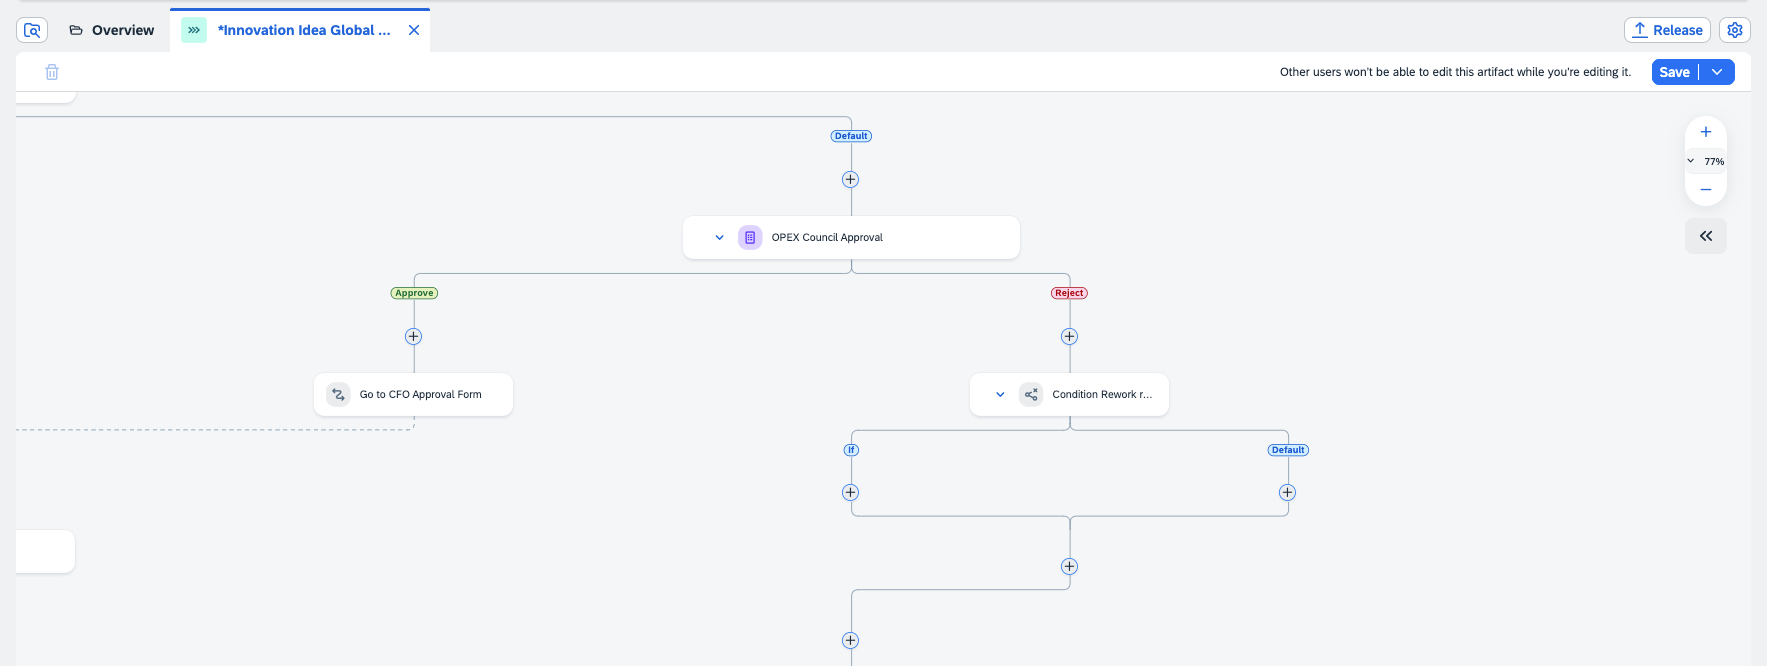 Overview
*Innovation Idea Global ...
Release
Other users won't be able to edit this artifact while you're editing it.
Save
Default
77%
OPEX Council Approval
Approve
Reject
Go to CFO Approval Form
Condition Rework r...
If
Default